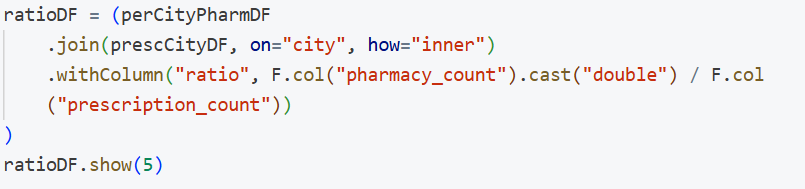 ratioDF = (perCityPharmDF
    .join(prescCityDF, on="city", how="inner")
    .withColumn("ratio", F.col("pharmacy_count").cast("double") / F.col
    ("prescription_count"))
)
ratioDF.show(5)